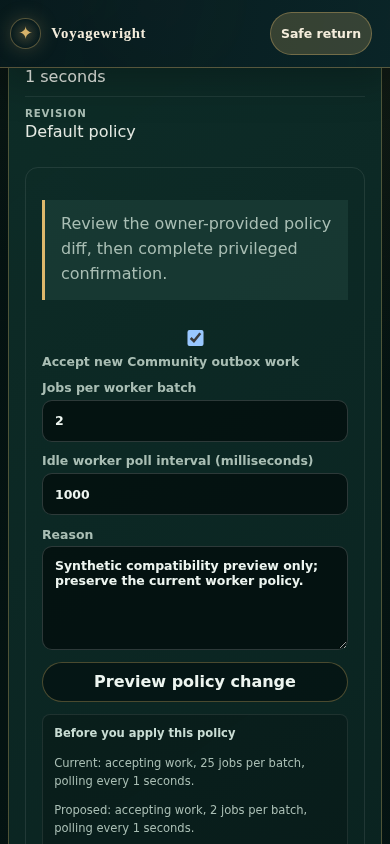 Voyagewright
Safe return
1 seconds
REVISION
Default policy
Review the owner-provided policy
diff, then complete privileged
confirmation.
Accept new Community outbox work
Jobs per worker batch
2
Idle worker poll interval (milliseconds)
1000
Reason
Synthetic compatibility preview only;
preserve the current worker policy.
Preview policy change
Before you apply this policy
Current: accepting work, 25 jobs per batch,
polling every 1 seconds.
Proposed: accepting work, 2 jobs per batch,
polling every 1 seconds.